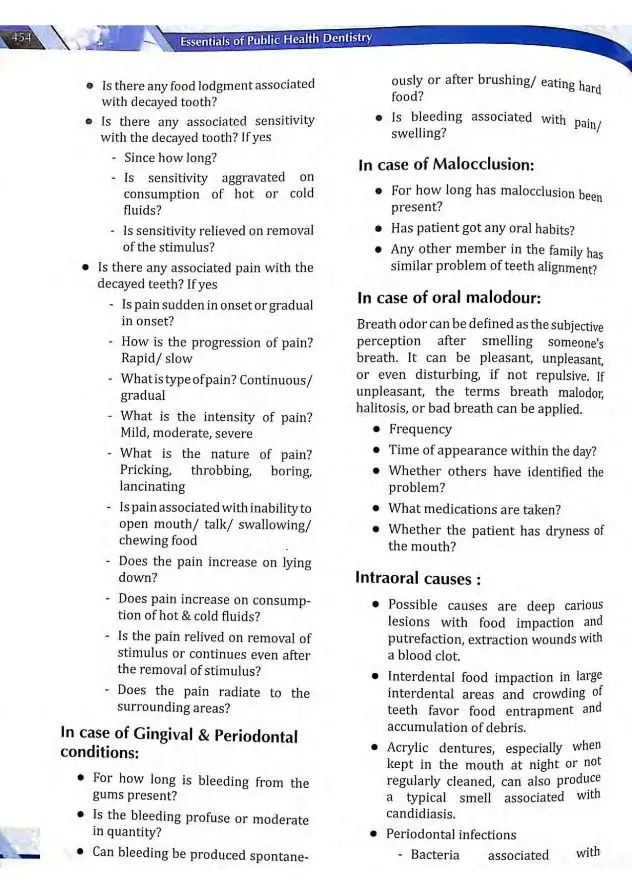 454
Essentials of Public Health Dentistry
• Is there any food lodgment associated
with decayed tooth?
• Is there any associated sensitivity
with the decayed tooth? If yes
- Since how long?
- Is sensitivity aggravated on
consumption of hot or cold
fluids?
- Is sensitivity relieved on removal
of the stimulus?
• Is there any associated pain with the
decayed teeth? If yes
- Is pain sudden in onset or gradual
in onset?
- How is the progression of pain?
Rapid/ slow
- What is type of pain? Continuous/
gradual
- What is the intensity of pain?
Mild, moderate, severe
- What is the nature of pain?
Pricking, throbbing, boring,
lancinating
- Is pain associated with inability to
open mouth/ talk/ swallowing/
chewing food
- Does the pain increase on lying
down?
- Does pain increase on consump-
tion of hot & cold fluids?
- Is the pain relived on removal of
stimulus or continues even after
the removal of stimulus?
- Does the pain radiate to the
surrounding areas?
In case of Gingival & Periodontal
conditions:
• For how long is bleeding from the
gums present?
• Is the bleeding profuse or moderate
in quantity?
• Can bleeding be produced spontane-
ously or after brushing/ eating hard
food?
• Is bleeding associated with pain/
swelling?
In case of Malocclusion:
• For how long has malocclusion been
present?
• Has patient got any oral habits?
• Any other member in the family has
similar problem of teeth alignment?
In case of oral malodour:
Breath odor can be defined as the subjective
perception after smelling someone's
breath. It can be pleasant, unpleasant,
or even disturbing, if not repulsive. If
unpleasant, the terms breath malodor,
halitosis, or bad breath can be applied.
• Frequency
• Time of appearance within the day?
• Whether others have identified the
problem?
• What medications are taken?
• Whether the patient has dryness of
the mouth?
Intraoral causes :
• Possible causes are deep carious
lesions with food impaction and
putrefaction, extraction wounds with
a blood clot.
• Interdental food impaction in large
interdental areas and crowding of
teeth favor food entrapment and
accumulation of debris.
• Acrylic dentures, especially when
kept in the mouth at night or not
regularly cleaned, can also produce
a typical smell associated with
candidiasis.
• Periodontal infections
- Bacteria associated with